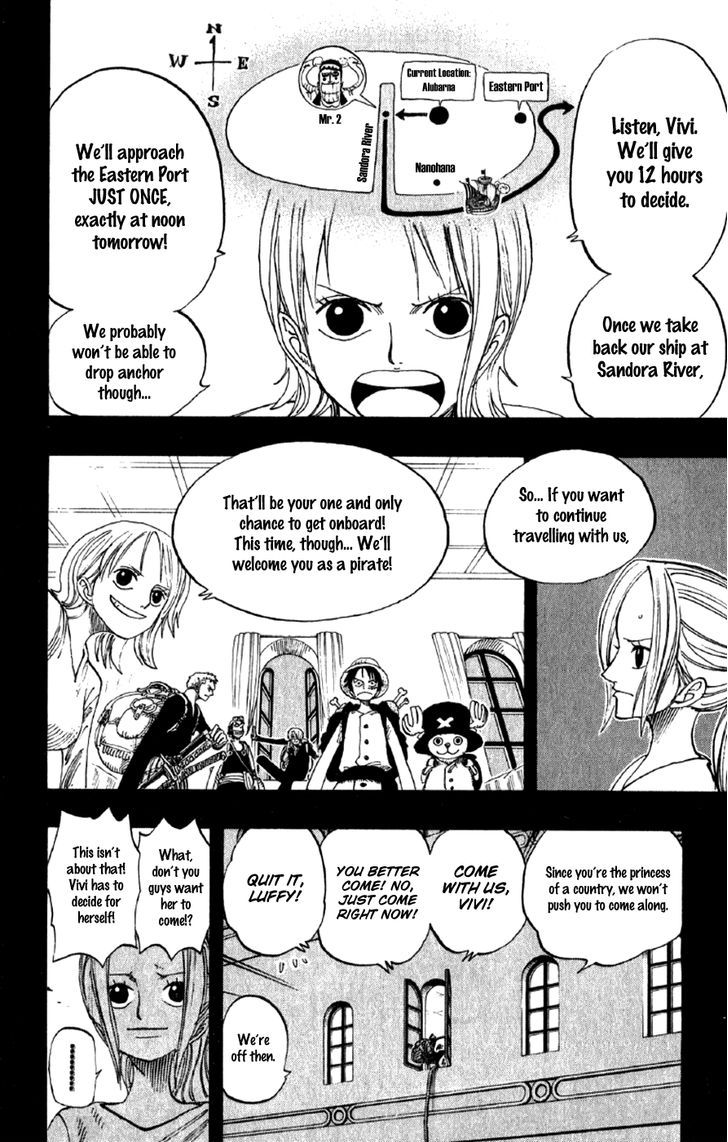 N
W E
S
Mr. 2
Sandora River
Current Location:
Alubarna
Eastern Port
Nanohana
Listen, Vivi.
We'll give
you 12 hours
to decide.
Once we take
back our ship at
Sandora River,
We'll approach
the Eastern Port
JUST ONCE,
exactly at noon
tomorrow!
We probably
won't be able to
drop anchor
though...
So... If you want
to continue
travelling with us,
That'll be your one and only
chance to get onboard!
This time, though... We'll
welcome you as a pirate!
Since you're the princess
of a country, we won't
push you to come along.
COME
WITH US,
VIVI!
YOU BETTER
COME! NO,
JUST COME
RIGHT NOW!
QUIT IT,
LUFFY!
We're
off then.
What,
don't you
guys want
her to
come!?
This isn't
about that!
Vivi has to
decide for
herself!
.........